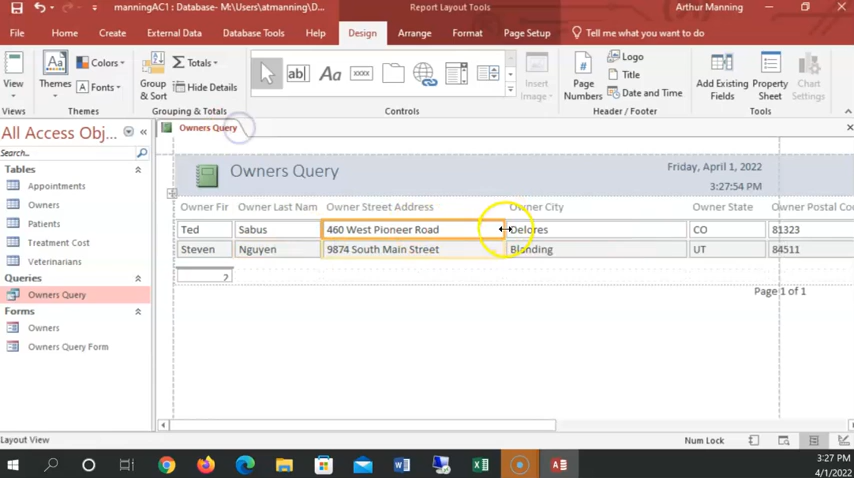 manningAC1 : Database- M:\Users\atmanning\D...
Report Layout Tools
Arthur Manning
File Home Create External Data Database Tools Help Design Arrange Format Page Setup Tell me what you want to do
View
Views
Themes
Colors
Fonts
Themes
Group & Sort
Totals
Hide Details
Grouping & Totals
ab|
Aa
xxxx
Controls
Insert Image
Page Numbers
Logo
Title
Date and Time
Header / Footer
Add Existing Fields
Property Sheet
Chart Settings
Tools
All Access Obj...
Search...
Tables
Appointments
Owners
Patients
Treatment Cost
Veterinarians
Queries
Owners Query
Forms
Owners
Owners Query Form
Owners Query
Owners Query
Friday, April 1, 2022
3:27:54 PM
Owner Fir Owner Last Nam Owner Street Address Owner City Owner State Owner Postal Co
Ted Sabus 460 West Pioneer Road Delores CO 81323
Steven Nguyen 9874 South Main Street Blanding UT 84511
2
Page 1 of 1
Layout View
Num Lock
3:27 PM
4/1/2022